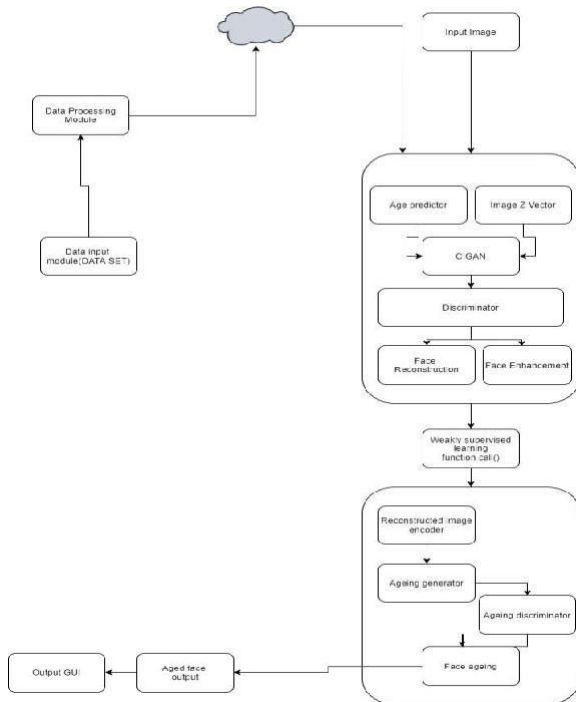 Input Image
Data Processing
Module
Age predictor
Image Z Vector
Data input
module(DATA SET)
C GAN
Discriminator
Face
Reconstruction
Face Enhancement
Weakly supervised
learning
function call()
Reconstructed image
encoder
Ageing generator
Ageing discriminator
Face ageing
Aged face
output
Output GUI